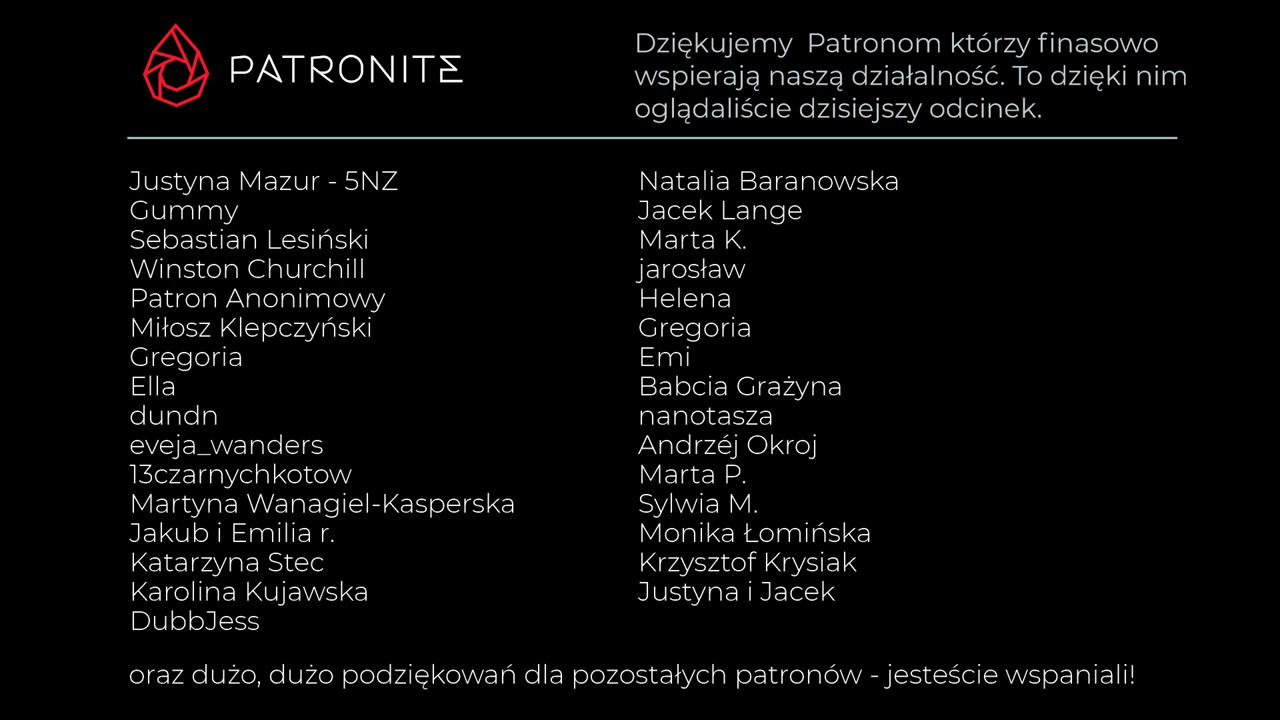 PATRONITE
Dziękujemy  Patronom którzy finasowo
wspierają naszą działalność. To dzięki nim
oglądaliście dzisiejszy odcinek.
Justyna Mazur - 5NZ
Gummy
Sebastian Lesiński
Winston Churchill
Patron Anonimowy
Miłosz Klepczyński
Gregoria
Ella
dundn
eveja_wanders
13czarnychkotow
Martyna Wanagiel-Kasperska
Jakub i Emilia r.
Katarzyna Stec
Karolina Kujawska
DubbJess
Natalia Baranowska
Jacek Lange
Marta K.
jarosław
Helena
Gregoria
Emi
Babcia Grażyna
nanotasza
Andrzéj Okroj
Marta P.
Sylwia M.
Monika Łomińska
Krzysztof Krysiak
Justyna i Jacek
oraz dużo, dużo podziękowań dla pozostałych patronów - jesteście wspaniali!